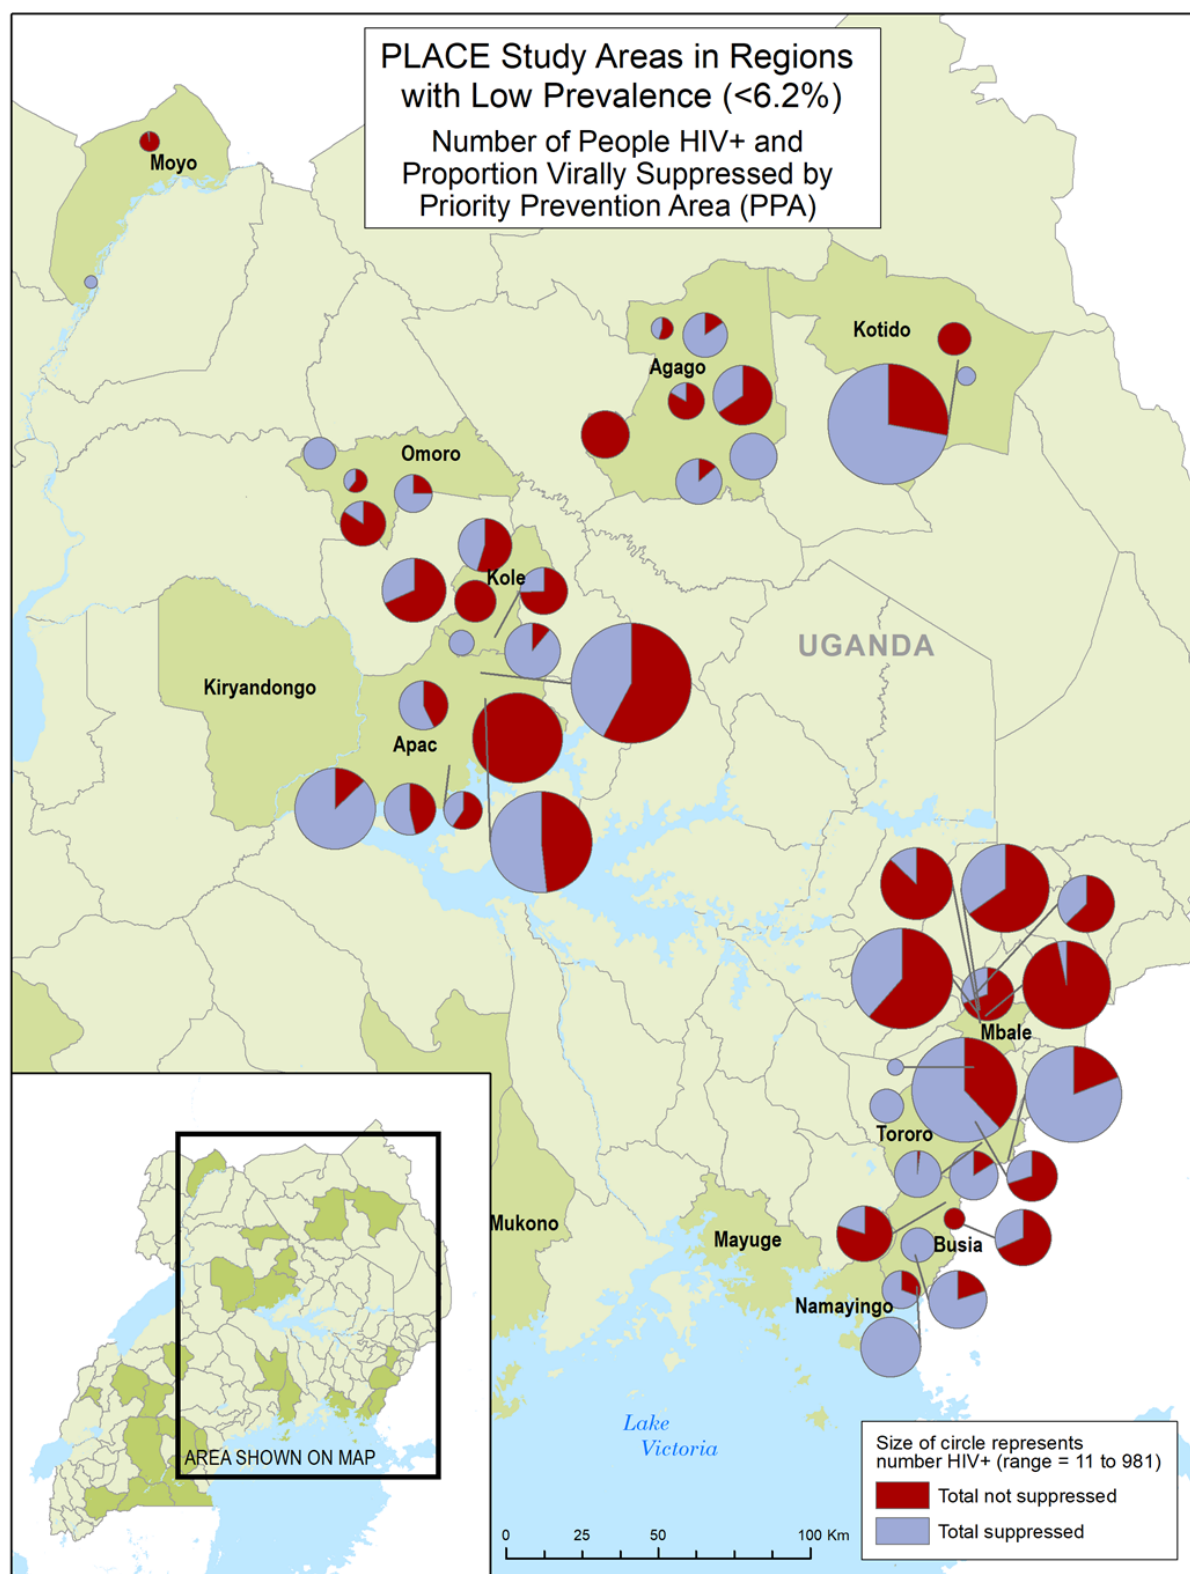 PLACE Study Areas in Regions
with Low Prevalence (<6.2%)
Number of People HIV+ and
Proportion Virally Suppressed by
Priority Prevention Area (PPA)
Moyo
Kotido
Agago
Omoro
Kole
UGANDA
Kiryandongo
Apac
Mbale
Tororo
Mukono
Mayuge
Busia
Namayingo
Lake
Victoria
AREA SHOWN ON MAP
Size of circle represents
number HIV+ (range = 11 to 981)
Total not suppressed
Total suppressed
0 25 50 100 Km